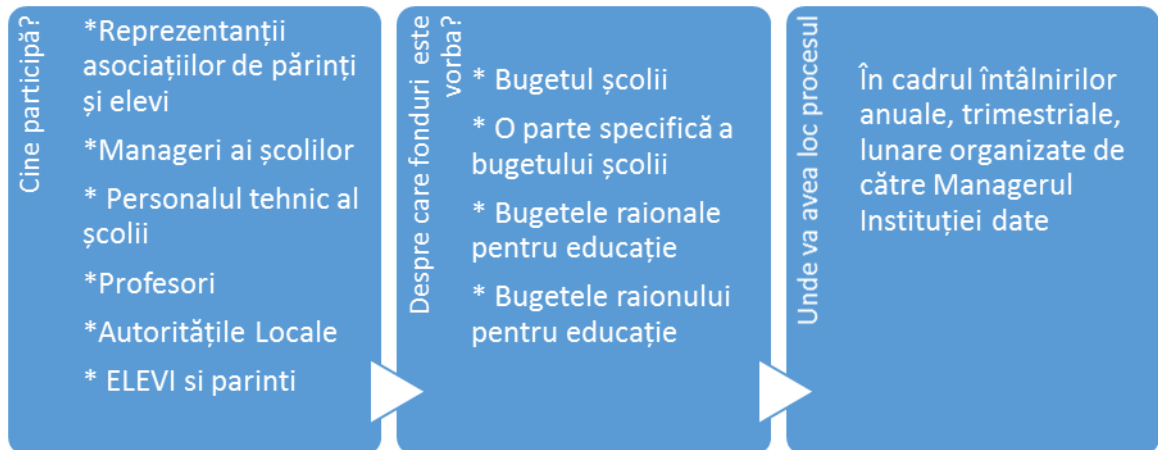 Cine participă?
*Reprezentanții
asociațiilor de părinți
și elevi
*Manageri ai școlilor
* Personalul tehnic al
școlii
*Profesori
*Autoritățile Locale
* ELEVI si parinti
Despre care fonduri este
vorba?
* Bugetul școlii
* O parte specifică a
bugetului școlii
* Bugetele raionale
pentru educație
* Bugetele raionului
pentru educație
Unde va avea loc procesul
În cadrul întâlnirilor
anuale, trimestriale,
lunare organizate de
către Managerul
Instituției date